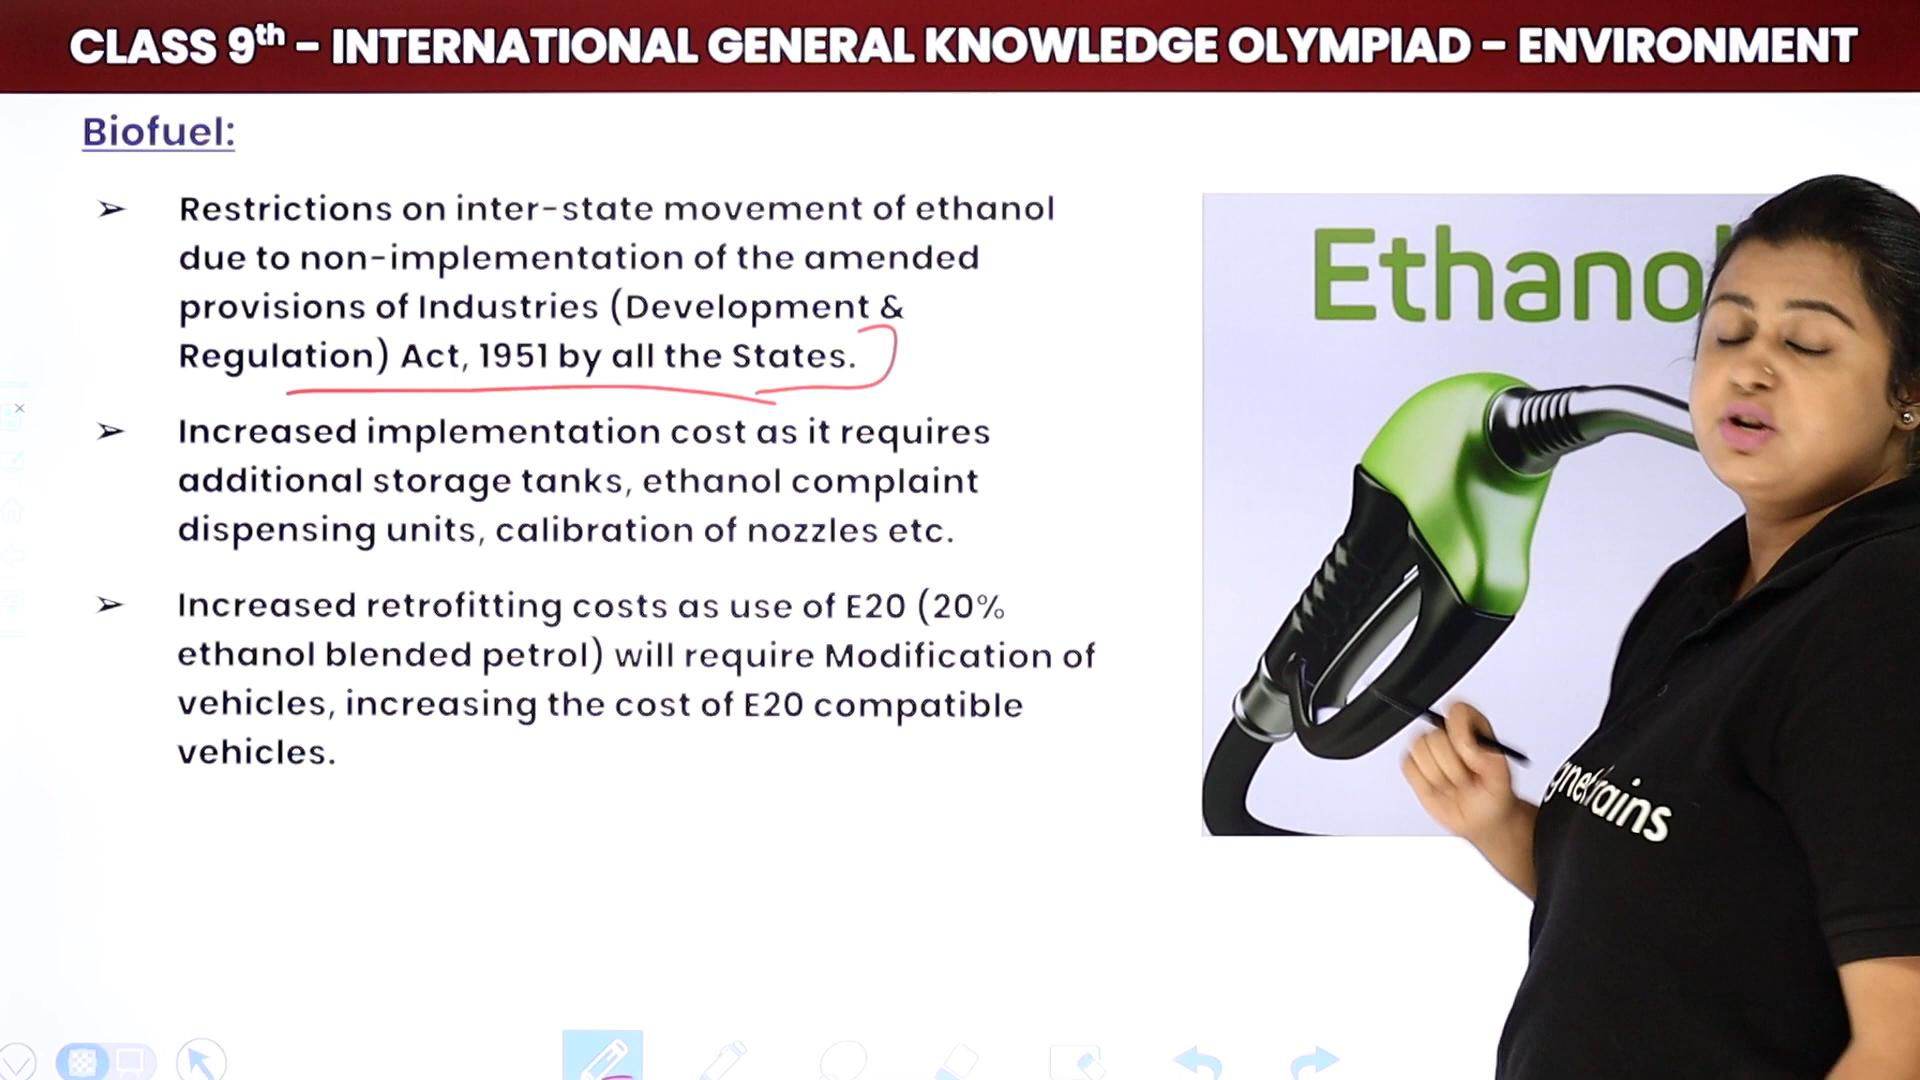 CLASS 9th - INTERNATIONAL GENERAL KNOWLEDGE OLYMPIAD - ENVIRONMENT
Biofuel:
➢ Restrictions on inter-state movement of ethanol
due to non-implementation of the amended
provisions of Industries (Development &
Regulation) Act, 1951 by all the States.
➢ Increased implementation cost as it requires
additional storage tanks, ethanol complaint
dispensing units, calibration of nozzles etc.
➢ Increased retrofitting costs as use of E20 (20%
ethanol blended petrol) will require Modification of
vehicles, increasing the cost of E20 compatible
vehicles.
Ethanol